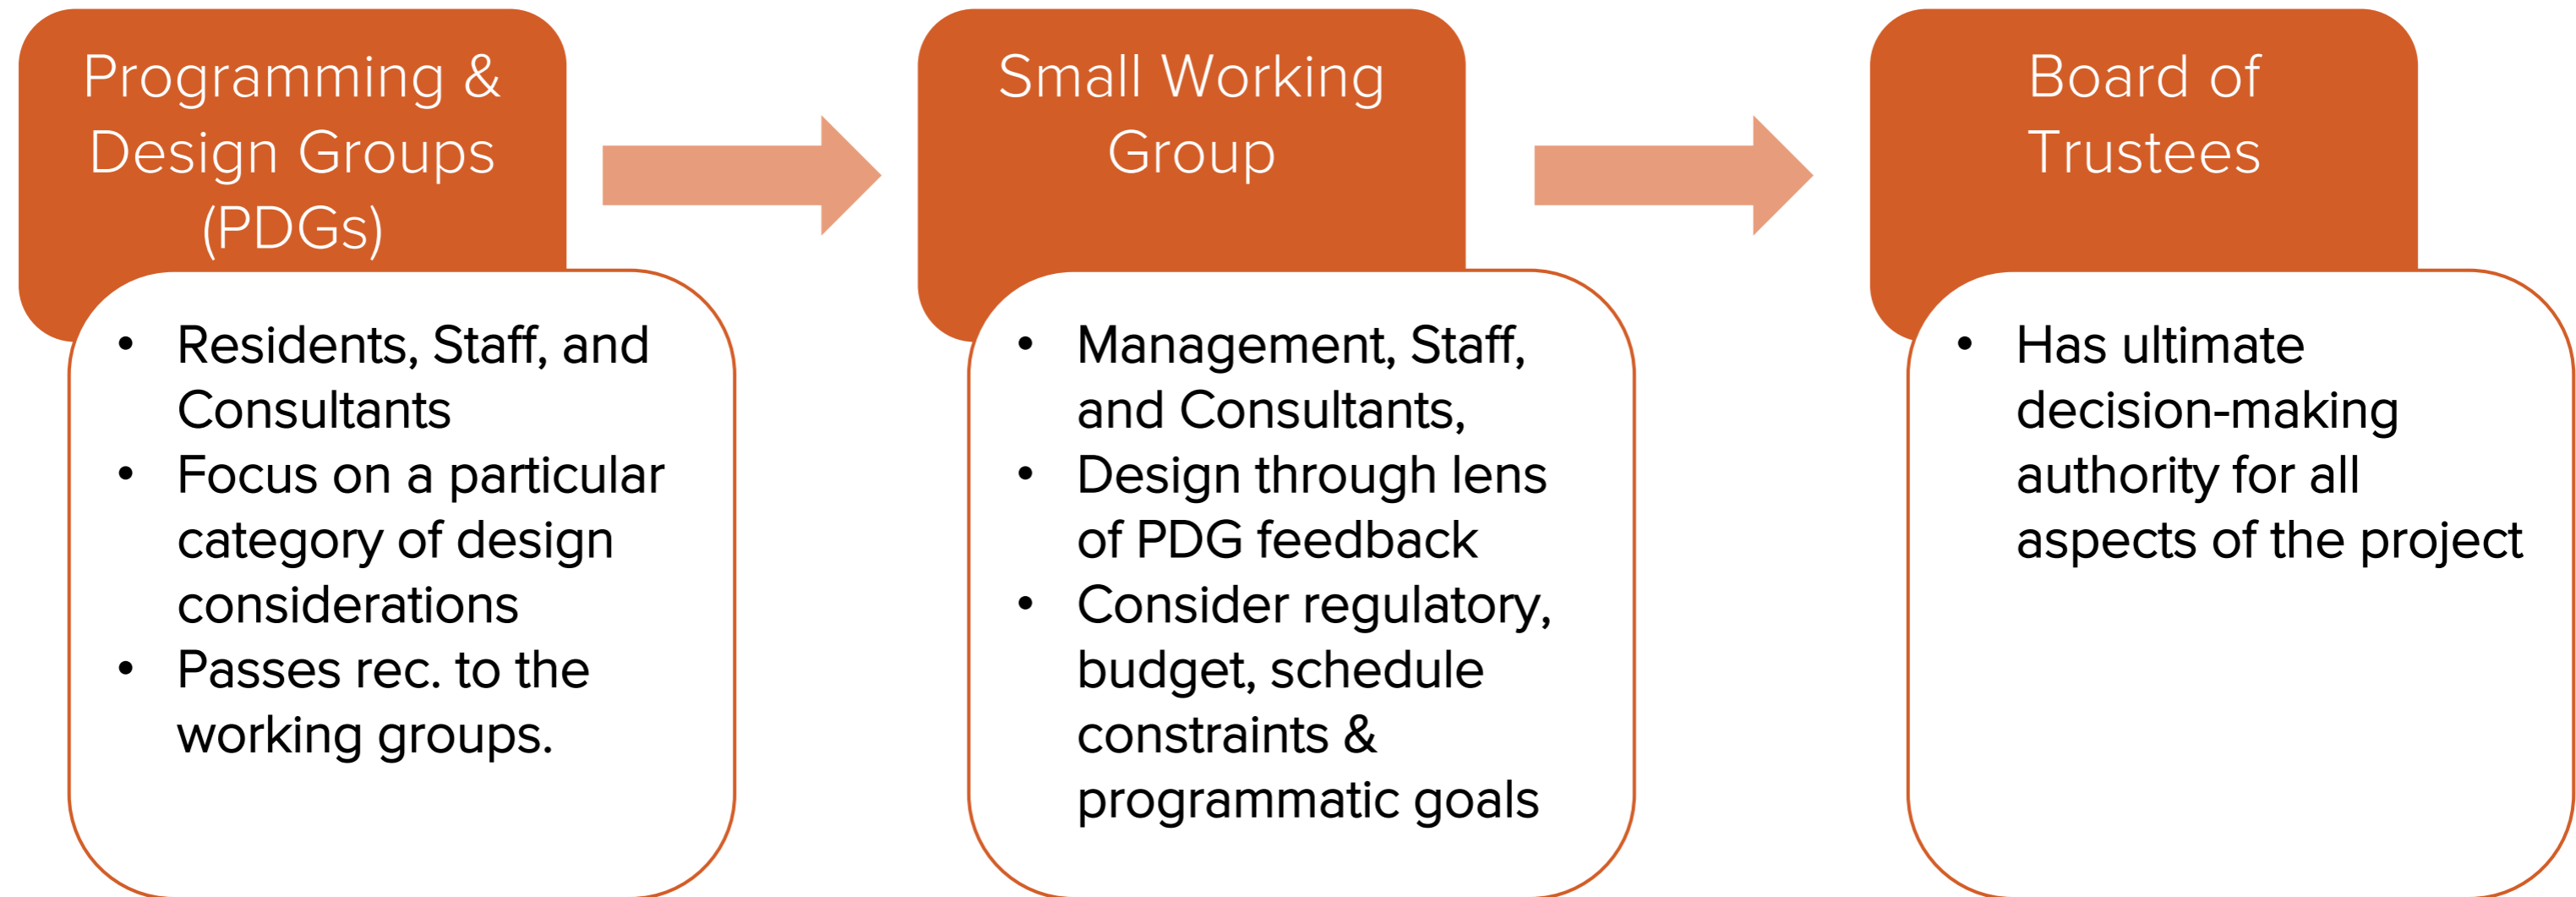 Programming &
Design Groups
(PDGs)
• Residents, Staff, and
Consultants
• Focus on a particular
category of design
considerations
• Passes rec. to the
working groups.
Small Working
Group
• Management, Staff,
and Consultants,
• Design through lens
of PDG feedback
• Consider regulatory,
budget, schedule
constraints &
programmatic goals
Board of
Trustees
• Has ultimate
decision-making
authority for all
aspects of the project